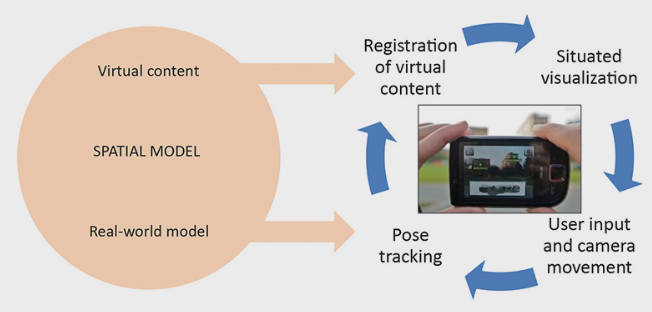 Virtual content
SPATIAL MODEL
Real-world model
Registration
of virtual
content
Situated
visualization
User input
and camera
movement
Pose
tracking